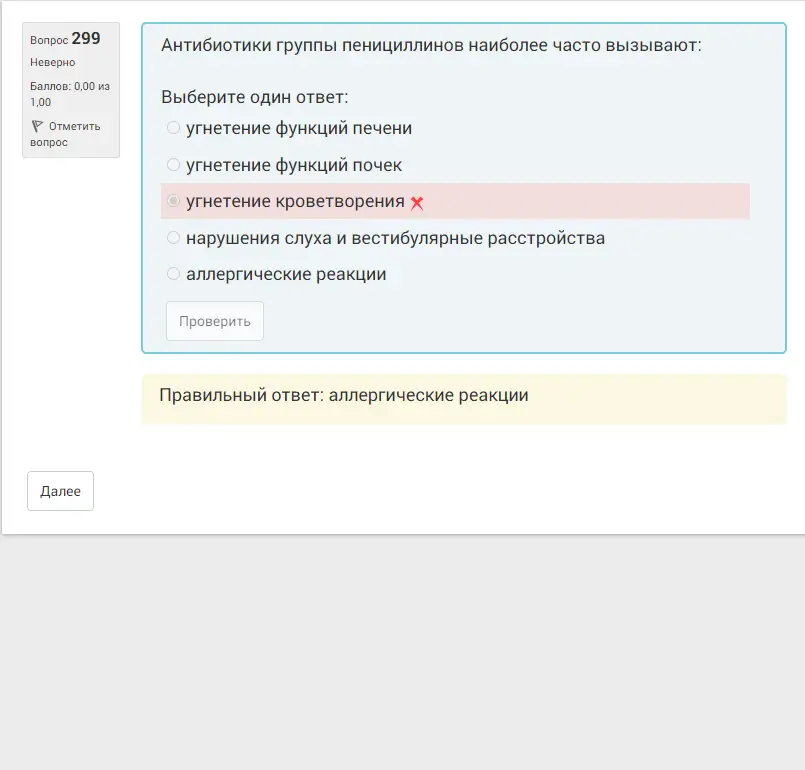 Вопрос 299
Неверно
Баллов: 0,00 из
1,00
Отметить
вопрос
Антибиотики группы пенициллинов наиболее часто вызывают:
Выберите один ответ:
угнетение функций печени
угнетение функций почек
угнетение кроветворения
нарушения слуха и вестибулярные расстройства
аллергические реакции
Проверить
Правильный ответ: аллергические реакции
Далее